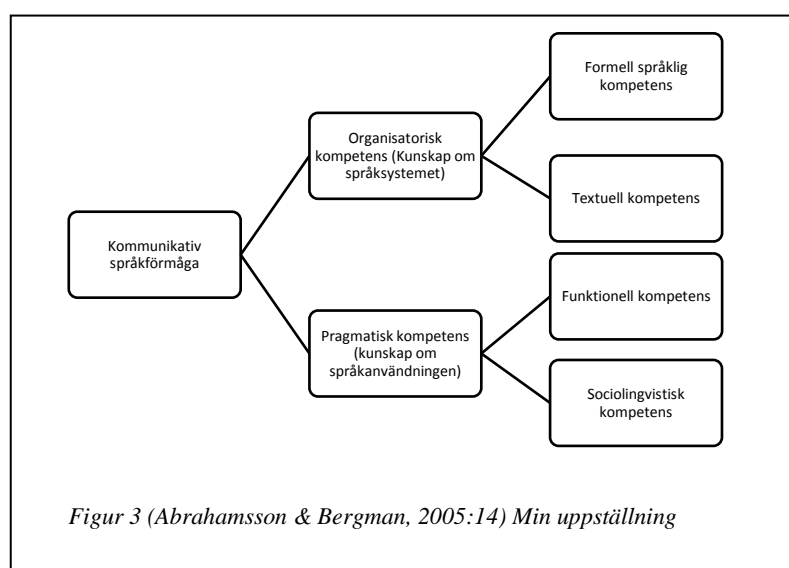 Kommunikativ
språkförmåga
Organisatorisk
kompetens (Kunskap om
språksystemet)
Formell språklig
kompetens
Textuell kompetens
Pragmatisk kompetens
(kunskap om
språkanvändningen)
Funktionell kompetens
Sociolingvistisk
kompetens
Figur 3 (Abrahamsson & Bergman, 2005:14) Min uppställning